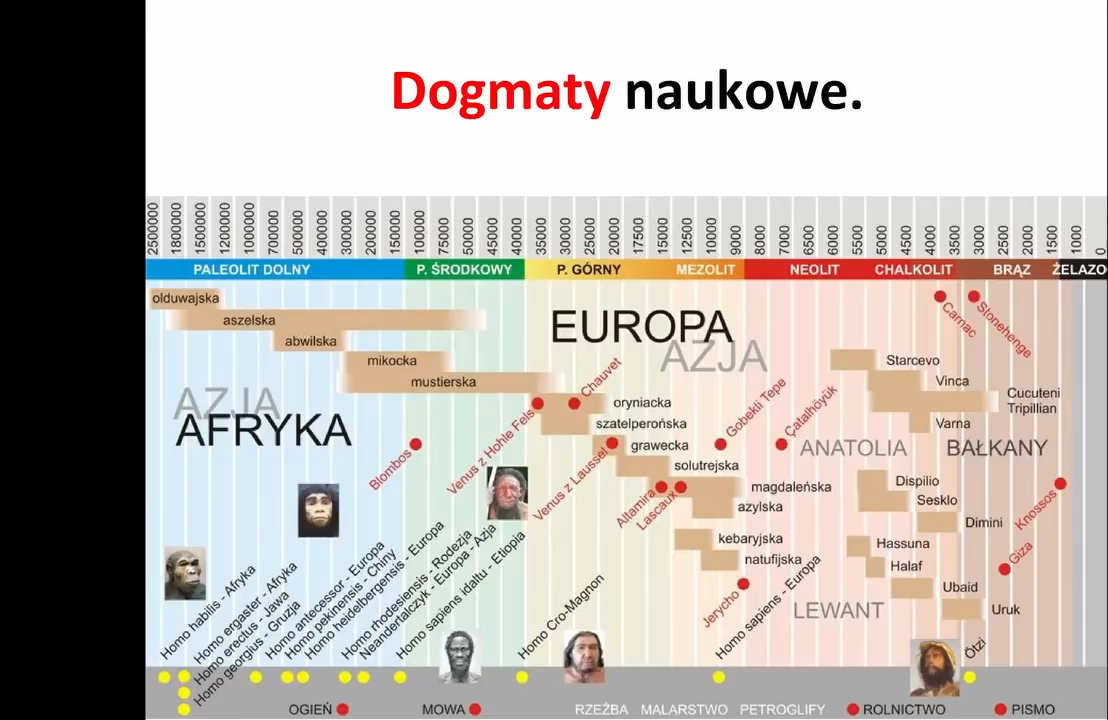 Dogmaty naukowe.
2500000 1800000 1500000 1200000 1000000 700000 500000 400000 300000 200000 150000 100000 75000 50000 450000 40000 35000 30000 25000 20000 17500 15000 12500 10000 9000 8000 7000 6000 5500 5000 4500 4000 3500 3000 2500 2000 1500 1000 0
PALEOLIT DOLNY P. ŚRODKOWY P. GÓRNY MEZOLIT NEOLIT CHALKOLIT BRĄZ ŻELAZO
olduwajska
aszelska
abwilska
mikocka
mustierska
EUROPA
AZJA
AZJA
AFRYKA
Carnac
Stonehenge
Starcevo
Vinca
Cucuteni
Tripillian
Varna
Chauvet
oryniacka
szatelperońska
grawecka
solutrejska
magdaleńska
azylska
kebaryjska
natufijska
Blombos
Venus z Hohle Fels
Venus z Laussel
Altamira
Lascaux
Gobekli Tepe
Çatalhöyük
Jerycho
ANATOLIA
BAŁKANY
Dispilio
Sesklo
Dimini
Knossos
Giza
Hassuna
Halaf
Ubaid
Uruk
LEWANT
Homo habilis - Afryka
Homo ergaster - Afryka
Homo erectus - Jawa
Homo georgius - Gruzja
Homo antecessor - Europa
Homo pekinensis - Chiny
Homo heidelbergensis - Europa
Homo rhodesiensis - Rodezja
Neandertalczyk - Europa - Azja
Homo sapiens idaltu - Etiopia
Homo Cro-Magnon
Homo sapiens - Europa
Ötzi
OGIEŃ MOWA RZEŹBA MALARSTWO PETROGLIFY ROLNICTWO PISMO